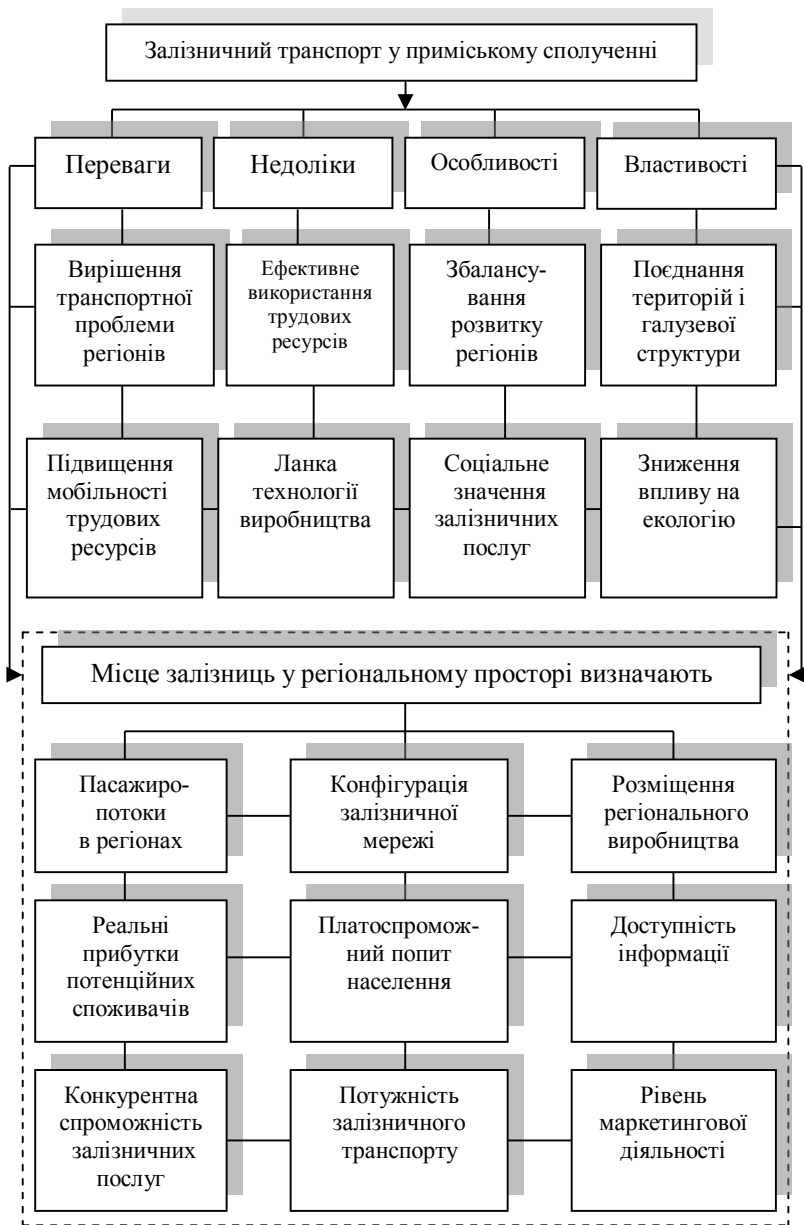 Залізничний транспорт у приміському сполученні
Переваги
Недоліки
Особливості
Властивості
Вирішення
транспортної
проблеми
регіонів
Ефективне
використання
трудових
ресурсів
Збалансу-
вання
розвитку
регіонів
Поєднання
територій і
галузевої
структури
Підвищення
мобільності
трудових
ресурсів
Ланка
технології
виробництва
Соціальне
значення
залізничних
послуг
Зниження
впливу на
екологію
Місце залізниць у регіональному просторі визначають
Пасажиро-
потоки
в регіонах
Конфігурація
залізничної
мережі
Розміщення
регіонального
виробництва
Реальні
прибутки
потенційних
споживачів
Платоспромож-
ний попит
населення
Доступність
інформації
Конкурентна
спроможність
залізничних
послуг
Потужність
залізничного
транспорту
Рівень
маркетингової
діяльності